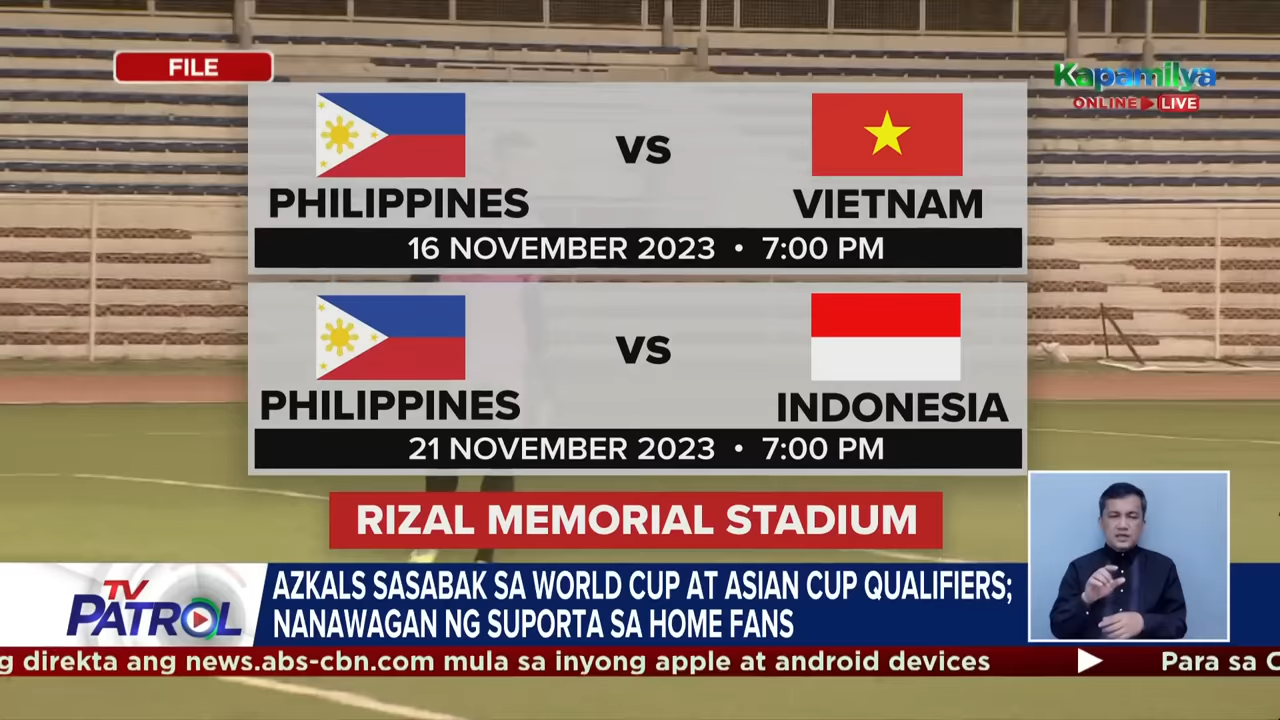 FILE
Kapamilya
ONLINE LIVE
PHILIPPINES
VS
VIETNAM
16 NOVEMBER 2023 • 7:00 PM
PHILIPPINES
VS
INDONESIA
21 NOVEMBER 2023 • 7:00 PM
RIZAL MEMORIAL STADIUM
TV
PATROL
AZKALS SASABAK SA WORLD CUP AT ASIAN CUP QUALIFIERS;
NANAWAGAN NG SUPORTA SA HOME FANS
g direkta ang news.abs-cbn.com mula sa inyong apple at android devices
Para sa C